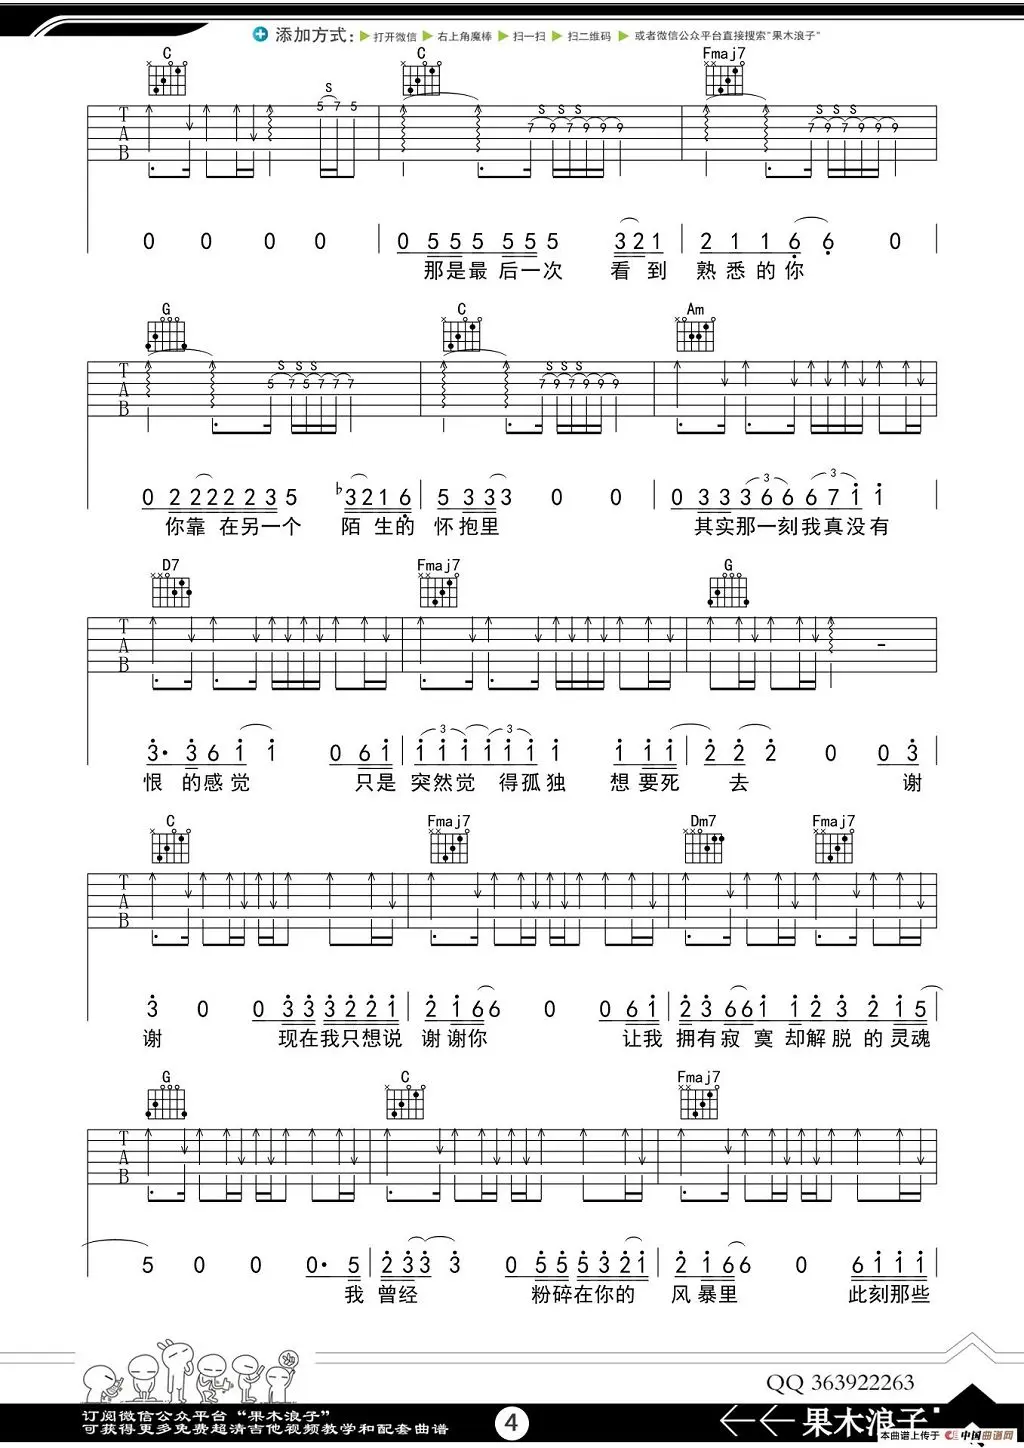 添加方式: ▶打开微信 ▶右上角魔棒 ▶扫一扫 ▶扫二维码 ▶或者微信公众平台直接搜索"果木浪子"
C C Fmaj7
S S S S S S S
5 7 5 7 9 7 9 9 9 7 9 7 9 9 9
T A B
0 0 0 0 0 5 5 5 5 5 5 5 3 2 1 2 1 1 6 6 0
那是最 后一次 看 到 熟 悉的你
G C Am
S S S S S S
5 7 5 7 7 7 7 9 7 9 9 9
T A B
0 2 2 2 2 2 3 5 ♭3 2 1 6 5 3 3 3 0 0 0 3 3 3 6 6 6 7 1 1
你靠 在另一个 陌 生的 怀 抱里 其实那一刻我真没有
D7 Fmaj7 G
T A B
3· 3 6 1 1 0 6 1 1 1 1 1 1 1 1 1 1 1 2 2 2 0 0 3
恨 的感觉 只是 突然觉 得孤独 想 要死 去 谢
C Fmaj7 Dm7 Fmaj7
T A B
3 0 0 3 3 3 2 2 1 2 1 6 6 0 0 6 1 2 3 6 6 1 1 2 3 2 1 5
谢 现在我只想说 谢谢你 让我 拥有寂 寞 却解脱 的灵魂
G C Fmaj7
T A B
5 0 0 0· 5 2 3 3 3 0 5 5 5 3 2 1 2 1 6 6 0 6 1 1 1
我 曾经 粉碎在你的 风暴里 此刻那些
QQ 363922263
订阅微信公众平台“果木浪子”
可获得更多免费超清吉他视频教学和配套曲谱
4
果木浪子
本曲谱上传于 中国曲谱网